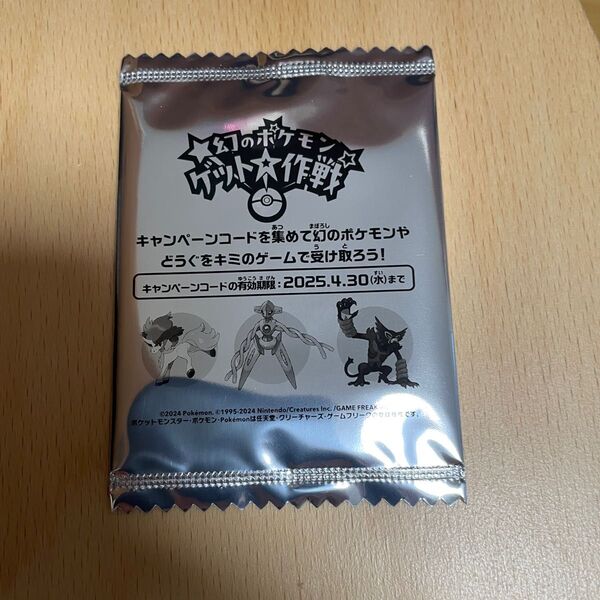 幻のポケモン
ゲット★作戦
キャンペーンコードを集めて幻のポケモンや
どうぐをキミのゲームで受け取ろう!
キャンペーンコードの有効期限:2025.4.30(水)まで
©2024 Pokémon. ©1995-2024 Nintendo/Creatures Inc. /GAME FREAK
ポケットモンスター・ポケモン・Pokémonは任天堂・クリーチャーズ・ゲームフリークの登録商標です。